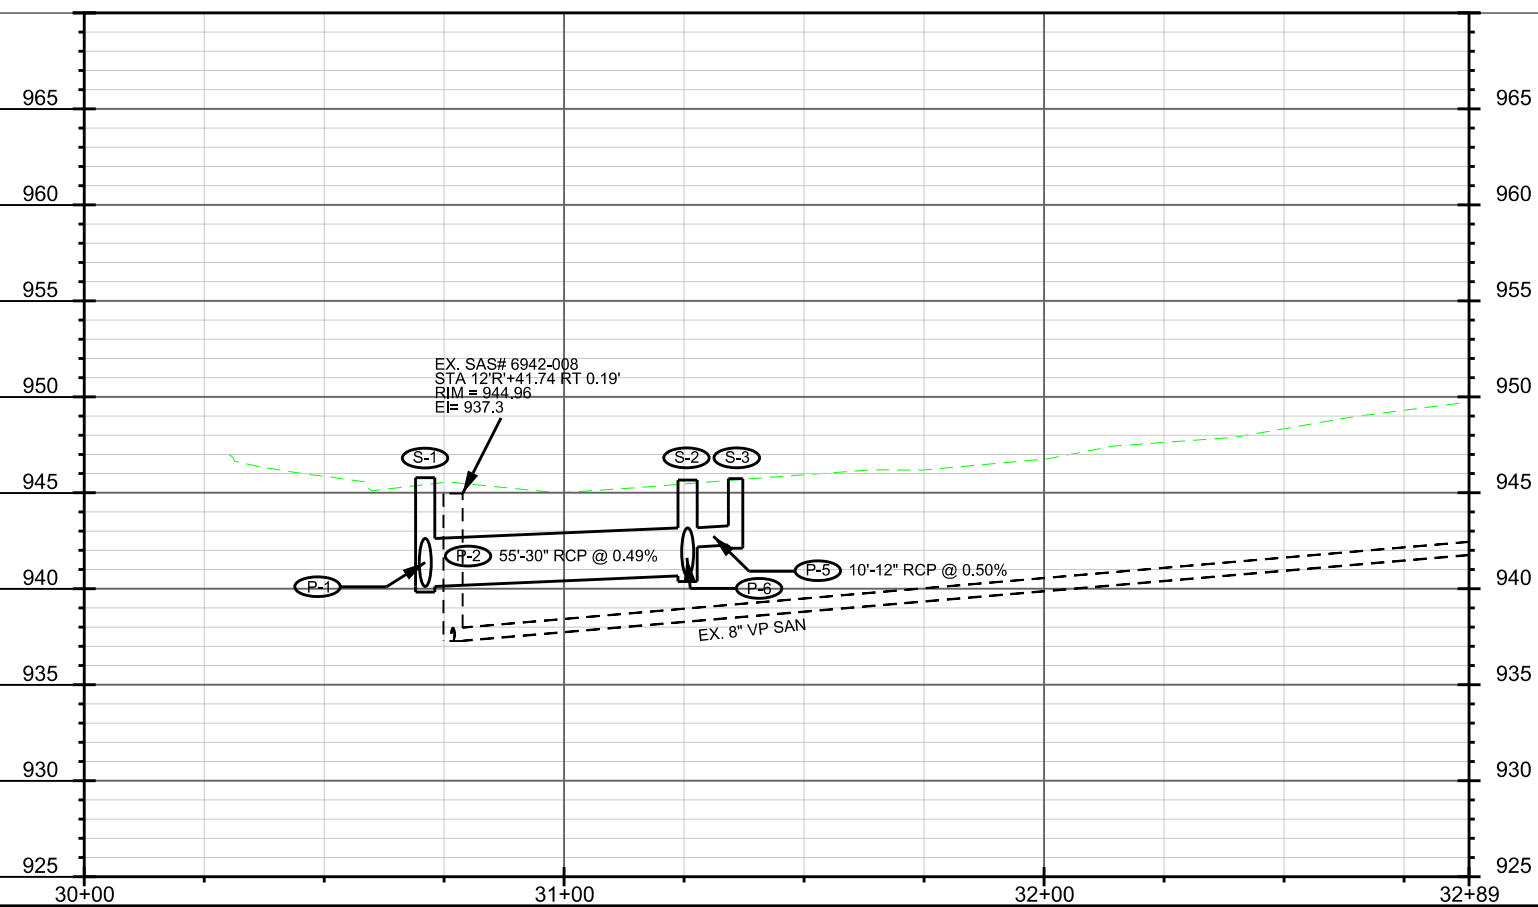 965
965
960
960
955
955
EX. SAS# 6942-008
STA 12'R'+41.74 RT 0.19'
RIM = 944.96
EI= 937.3
950
950
S-1
S-2
S-3
945
945
P-2
55'-30" RCP @ 0.49%
P-5
10'-12" RCP @ 0.50%
940
940
P-1
P-6
EX. 8" VP SAN
935
935
930
930
925
925
30+00
31+00
32+00
32+89